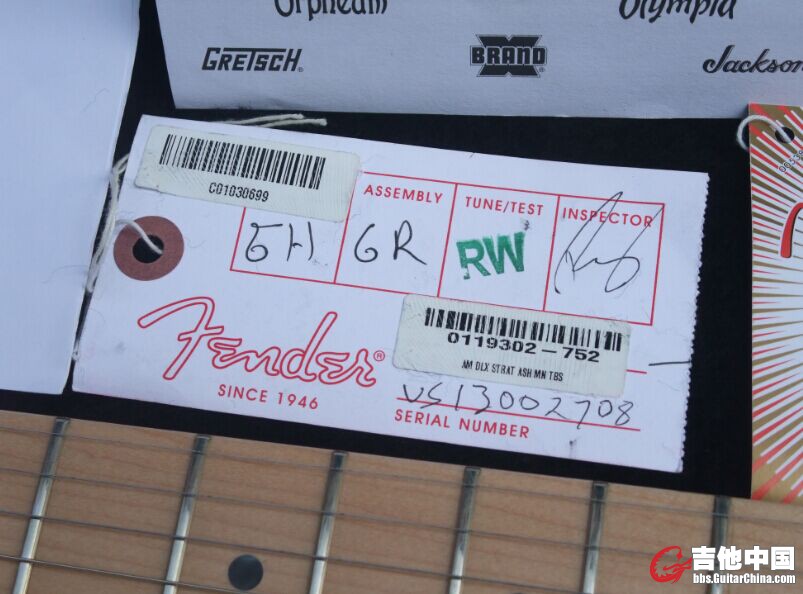 Orpheum
Olympia
GRETSCH®
X
BRAND®
Jackson
C01030699
ASSEMBLY
TUNE/TEST
INSPECTOR
GH
GR
RW
Fender®
SINCE 1946
0119302-752
AM DLX STRAT ASH MN TBS
US13002708
SERIAL NUMBER
吉他中国
bbs.GuitarChina.com